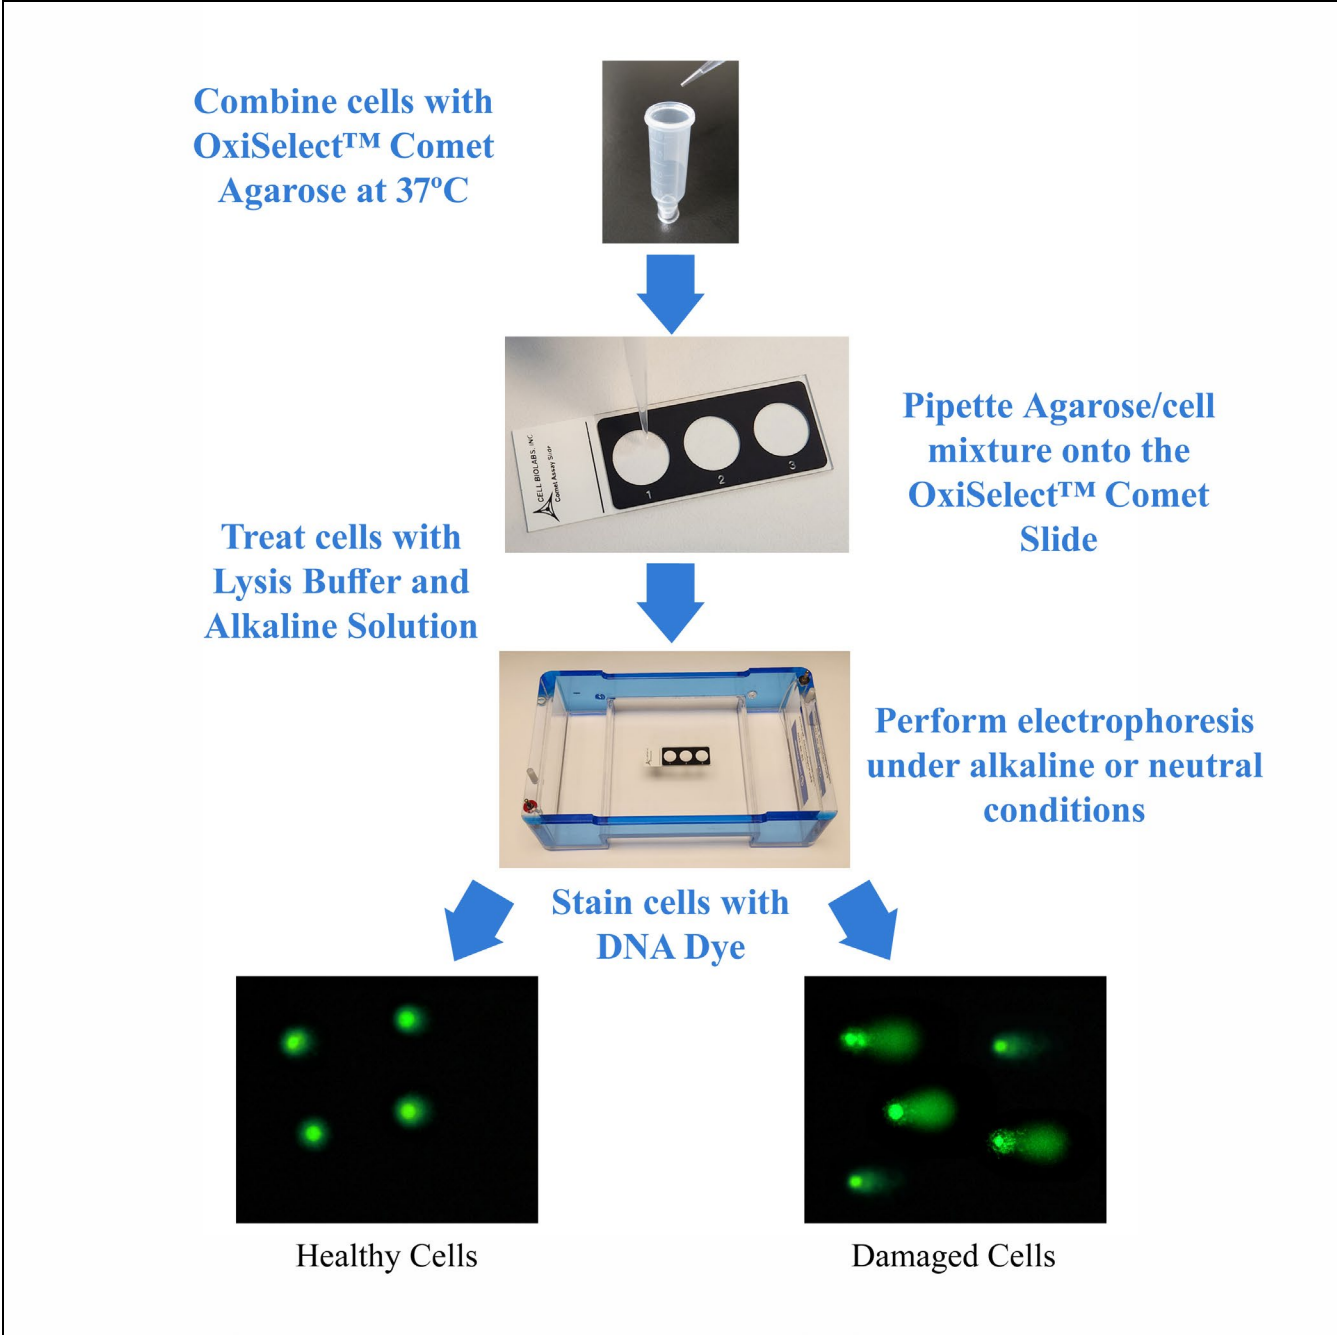 Combine cells with
OxiSelect™ Comet
Agarose at 37ºC
CELL BIOLABS, INC.
Comet Assay Slide
1
2
3
Pipette Agarose/cell
mixture onto the
OxiSelect™ Comet
Slide
Treat cells with
Lysis Buffer and
Alkaline Solution
Perform electrophoresis
under alkaline or neutral
conditions
Stain cells with
DNA Dye
Healthy Cells
Damaged Cells